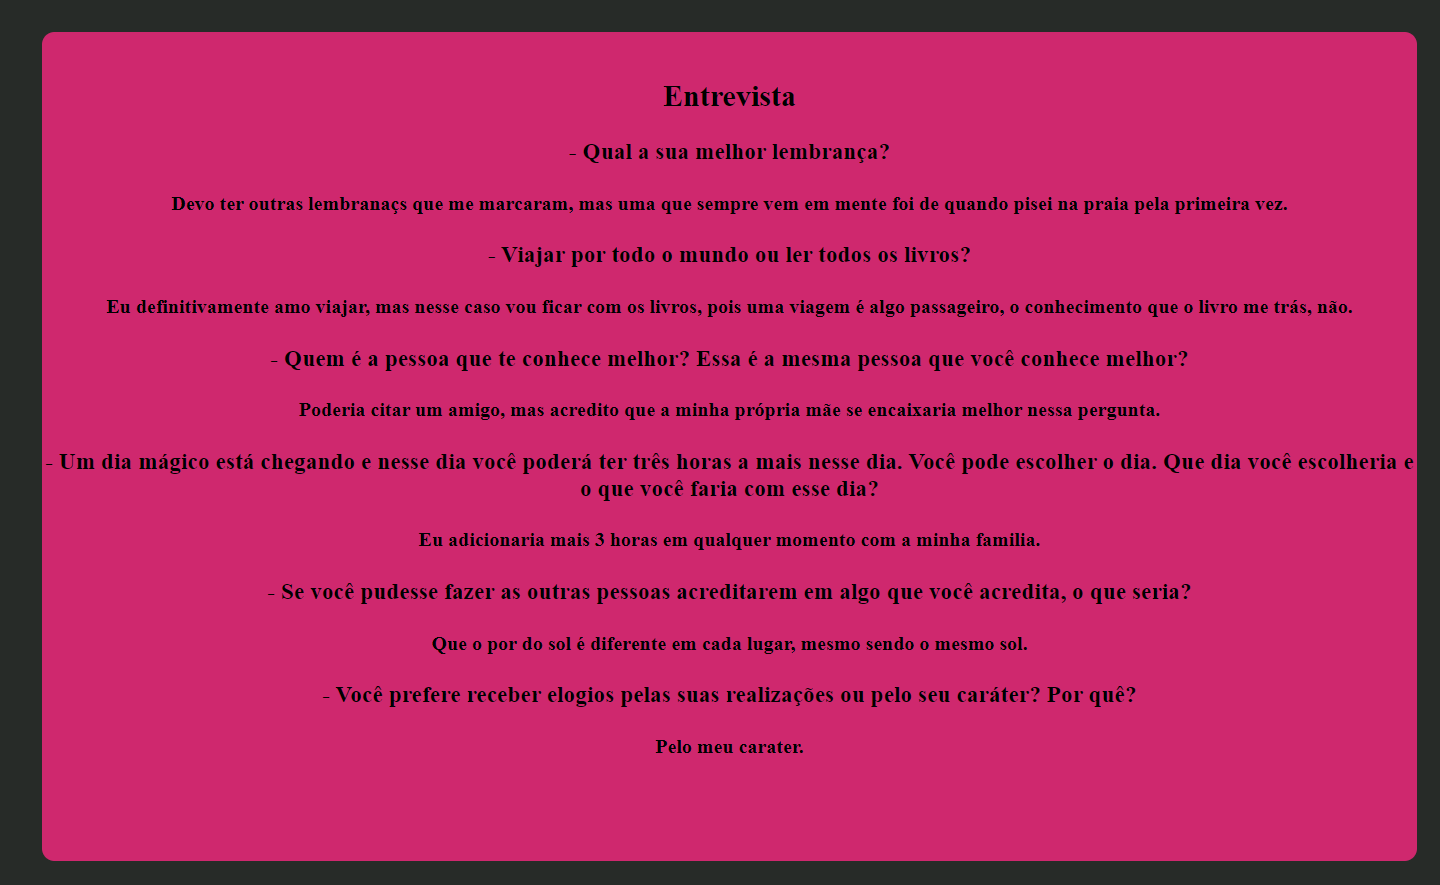 Entrevista
- Qual a sua melhor lembrança?
Devo ter outras lembranaçs que me marcaram, mas uma que sempre vem em mente foi de quando pisei na praia pela primeira vez.
- Viajar por todo o mundo ou ler todos os livros?
Eu definitivamente amo viajar, mas nesse caso vou ficar com os livros, pois uma viagem é algo passageiro, o conhecimento que o livro me trás, não.
- Quem é a pessoa que te conhece melhor? Essa é a mesma pessoa que você conhece melhor?
Poderia citar um amigo, mas acredito que a minha própria mãe se encaixaria melhor nessa pergunta.
- Um dia mágico está chegando e nesse dia você poderá ter três horas a mais nesse dia. Você pode escolher o dia. Que dia você escolheria e
o que você faria com esse dia?
Eu adicionaria mais 3 horas em qualquer momento com a minha familia.
- Se você pudesse fazer as outras pessoas acreditarem em algo que você acredita, o que seria?
Que o por do sol é diferente em cada lugar, mesmo sendo o mesmo sol.
- Você prefere receber elogios pelas suas realizações ou pelo seu caráter? Por quê?
Pelo meu carater.